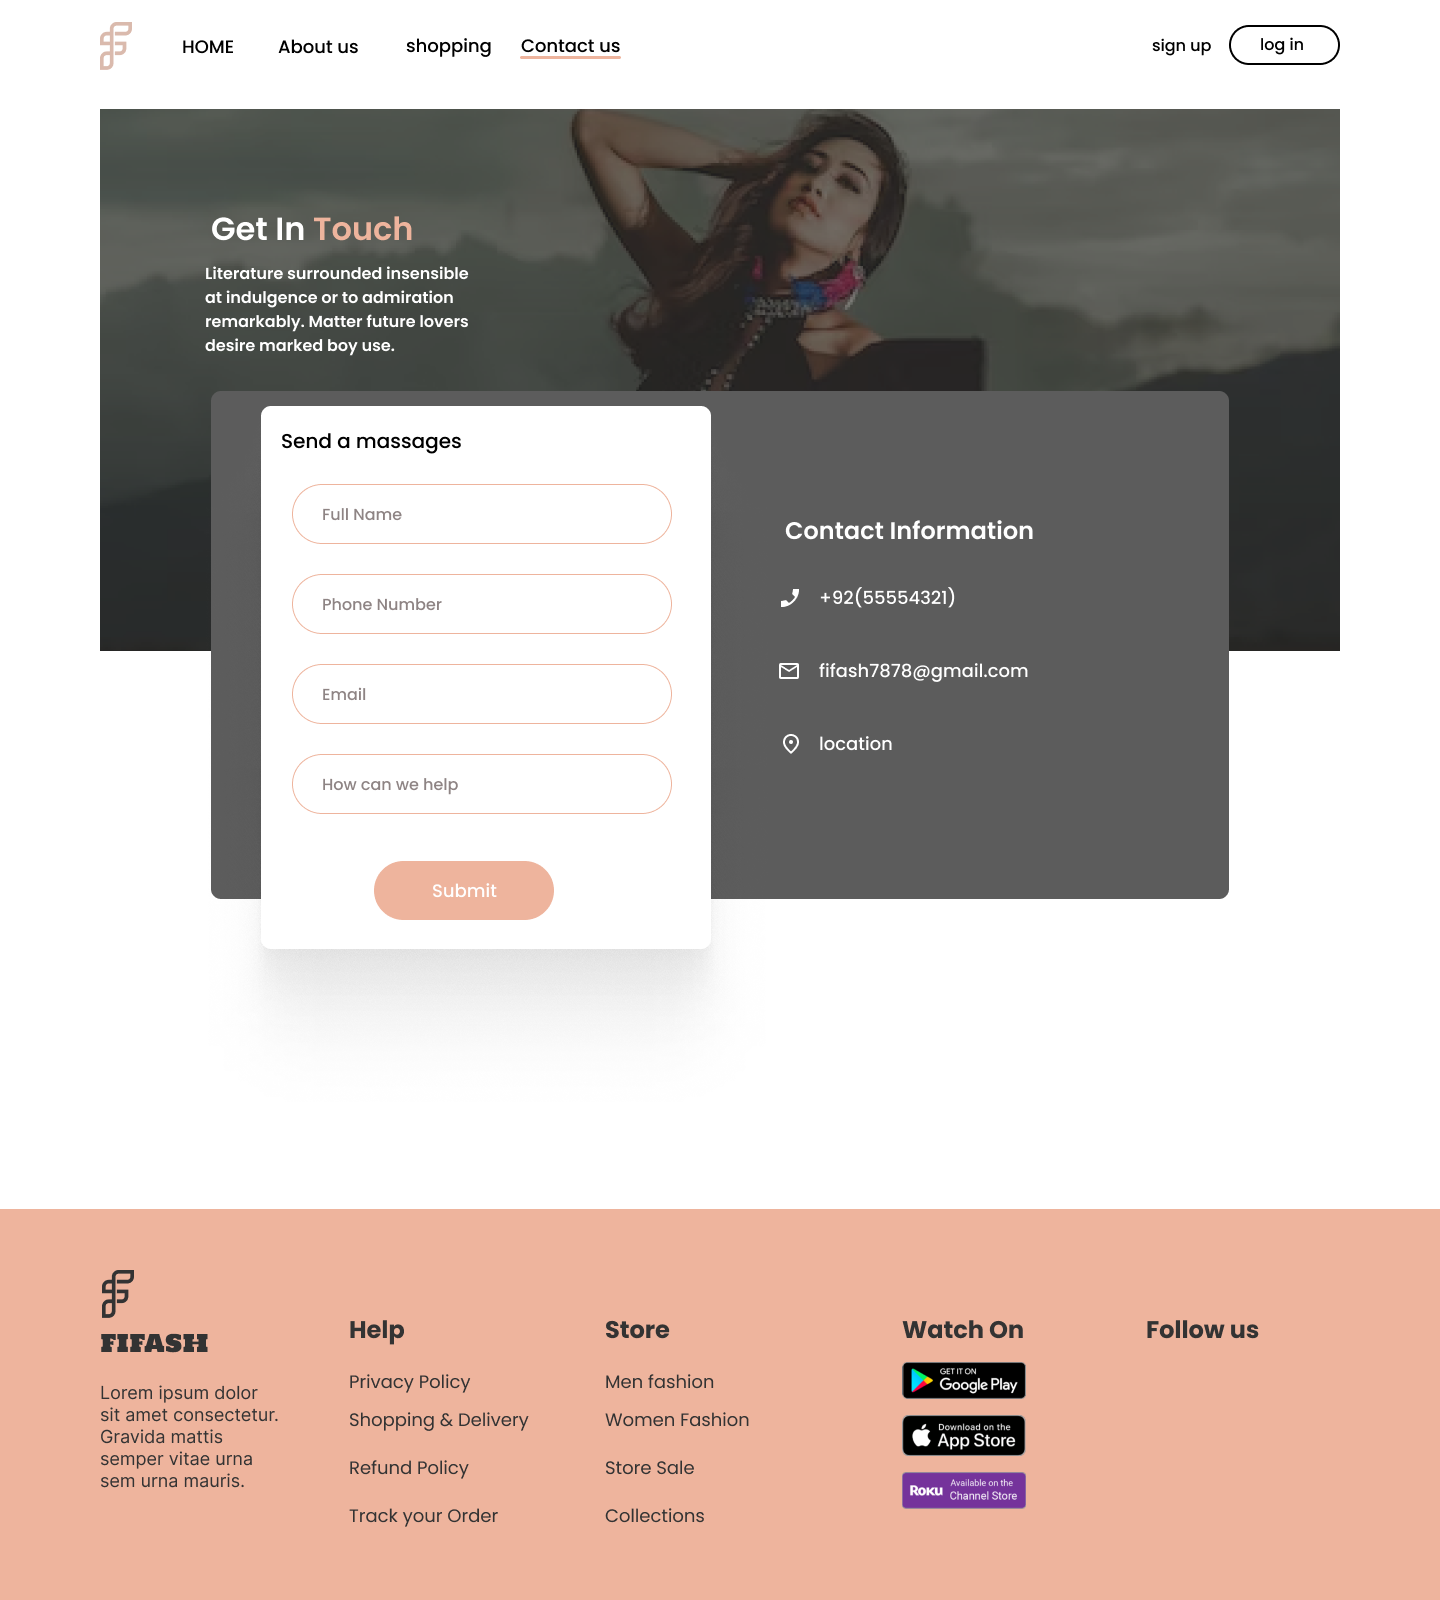 HOME
About us
shopping
Contact us
sign up
log in
Get In Touch
Literature surrounded insensible
at indulgence or to admiration
remarkably. Matter future lovers
desire marked boy use.
Send a massages
Full Name
Phone Number
Email
How can we help
Submit
Contact Information
+92(55554321)
fifash7878@gmail.com
location
FIFASH
Lorem ipsum dolor
sit amet consectetur.
Gravida mattis
semper vitae urna
sem urna mauris.
Help
Privacy Policy
Shopping & Delivery
Refund Policy
Track your Order
Store
Men fashion
Women Fashion
Store Sale
Collections
Watch On
GET IT ON
Google Play
Download on the
App Store
Roku
Available on the
Channel Store
Follow us